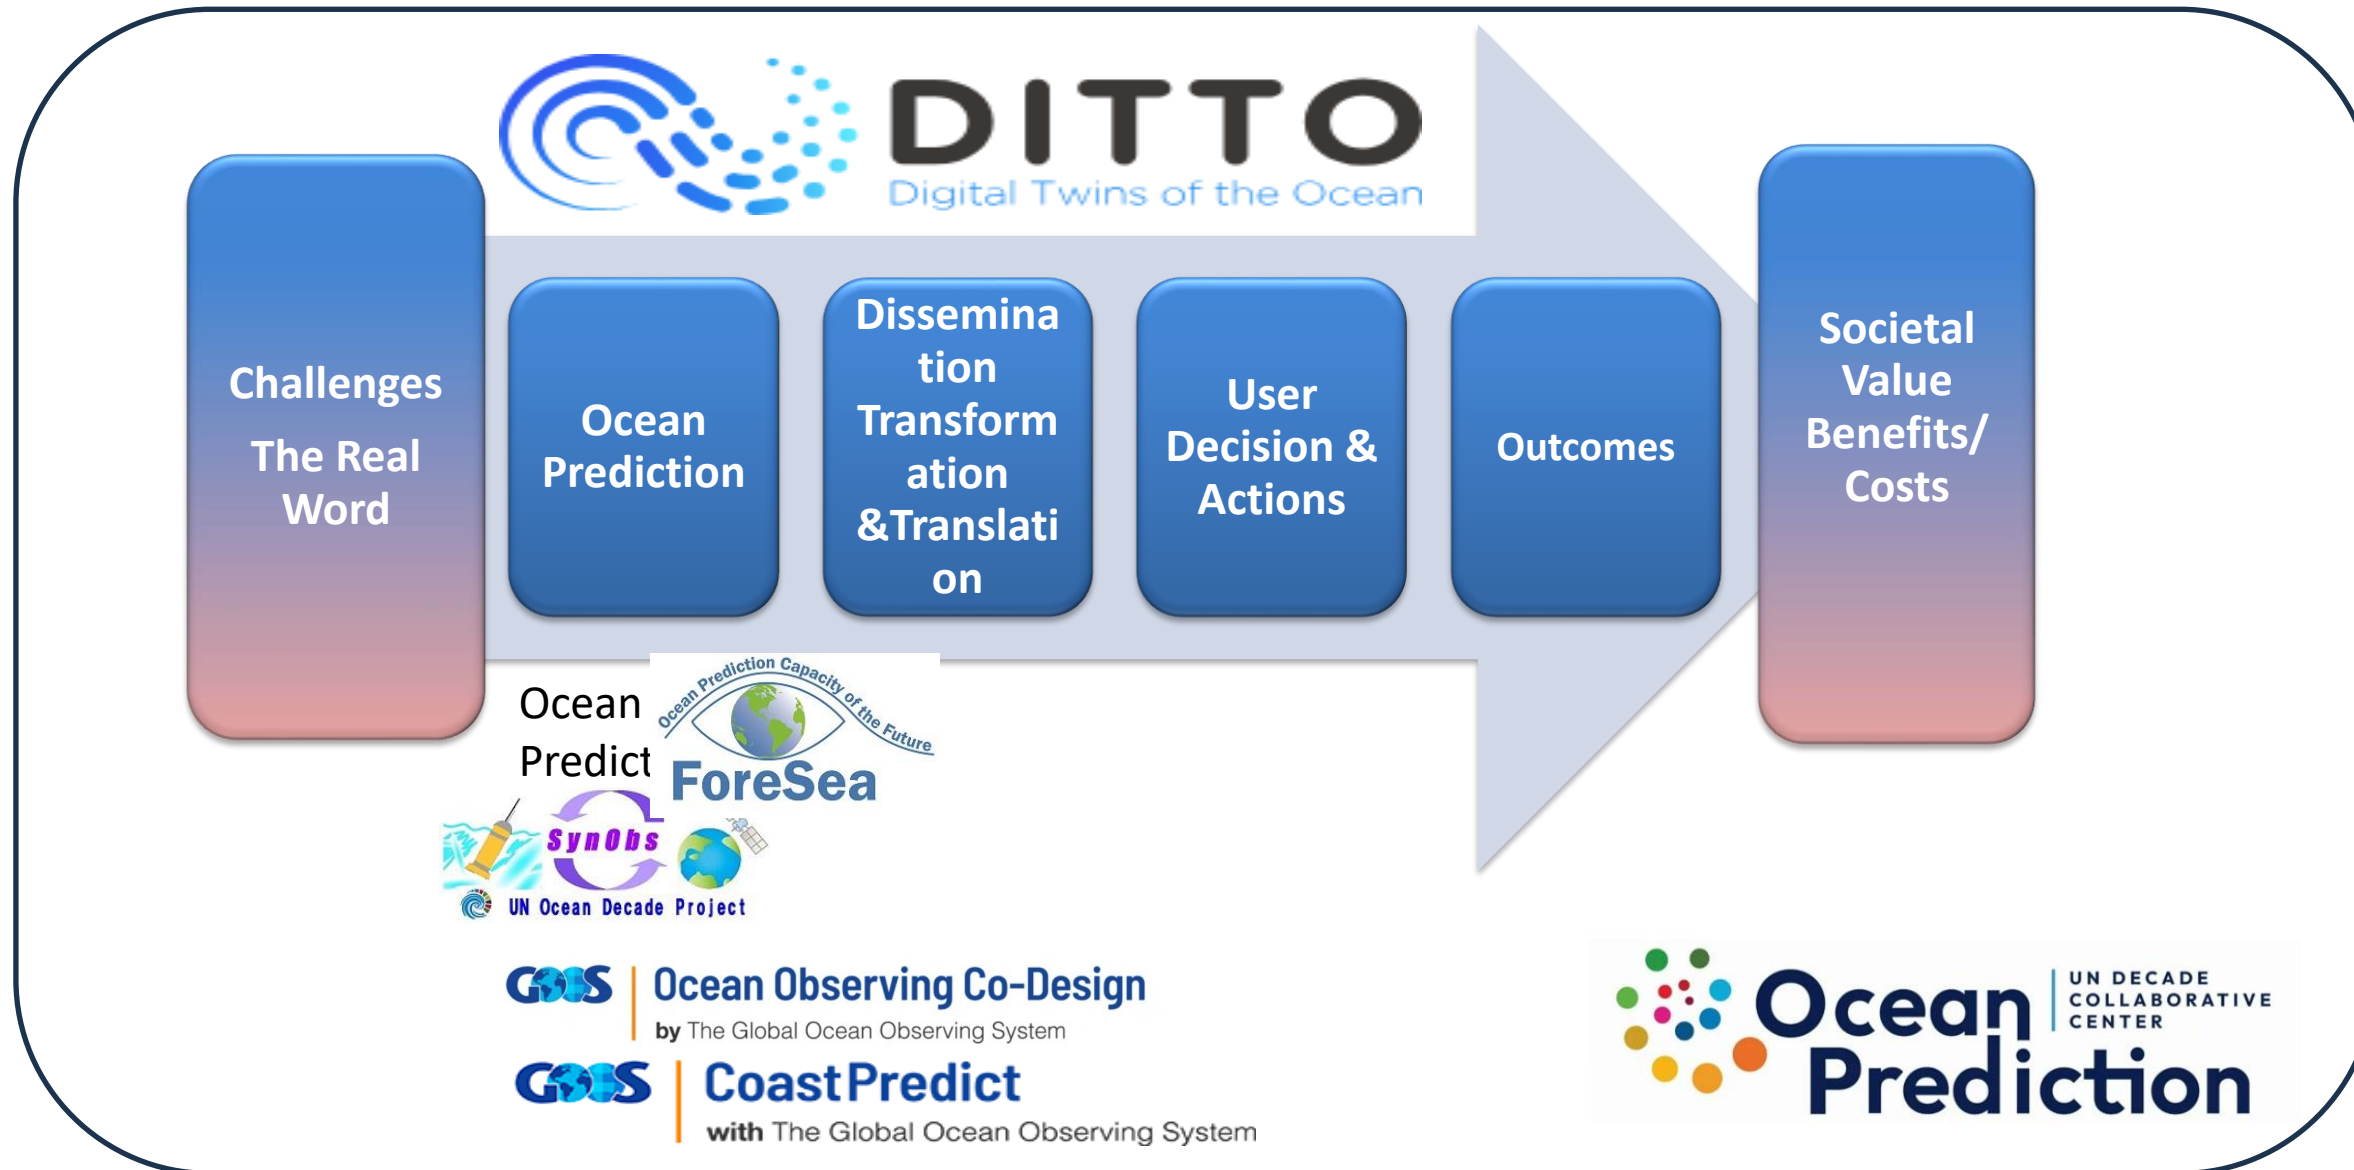 DITTO
Digital Twins of the Ocean
Challenges
The Real
Word
Ocean
Prediction
Dissemina
tion
Transform
ation
&Translati
on
User
Decision &
Actions
Outcomes
Societal
Value
Benefits/
Costs
Ocean
Predict
Ocean Prediction Capacity of the Future
ForeSea
SynObs
UN Ocean Decade Project
GOOS
Ocean Observing Co-Design
by The Global Ocean Observing System
GOOS
CoastPredict
with The Global Ocean Observing System
Ocean
Prediction
UN DECADE
COLLABORATIVE
CENTER